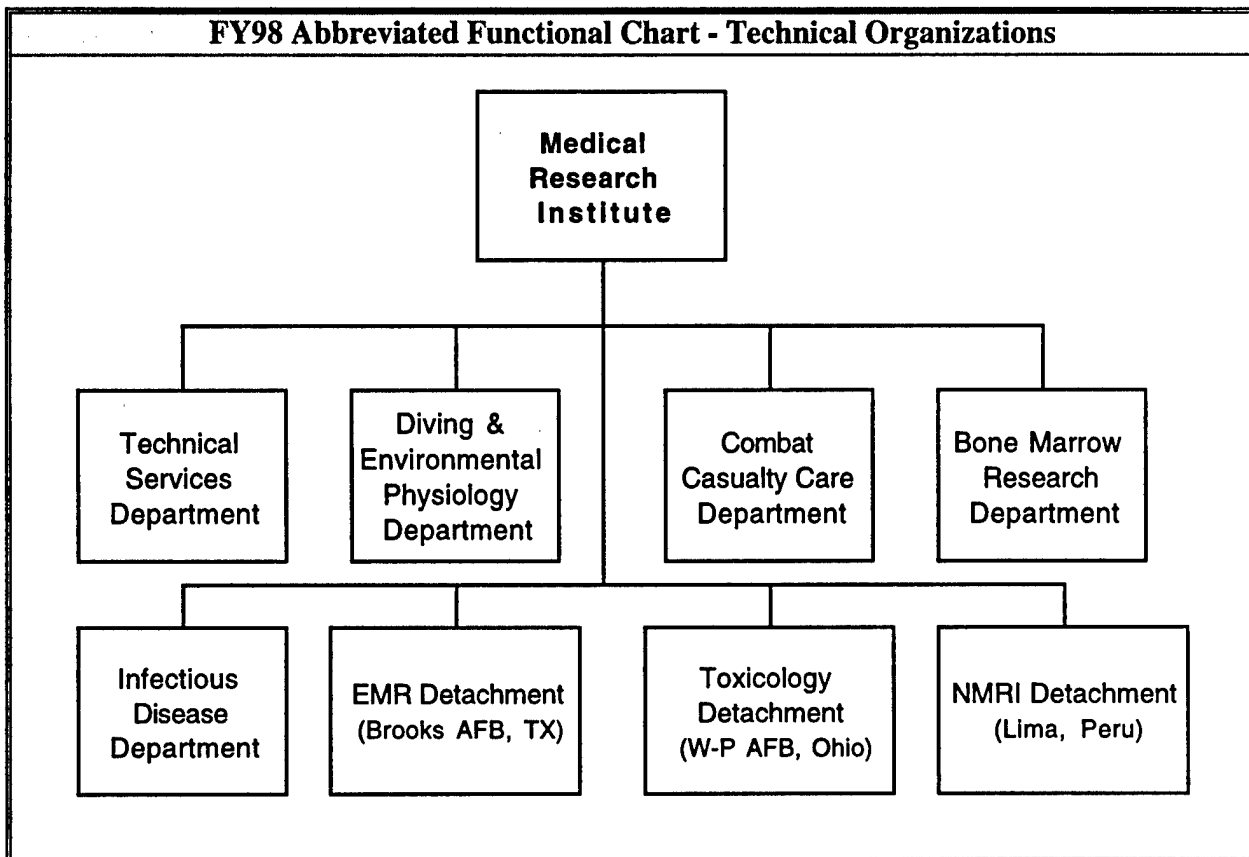 FY98 Abbreviated Functional Chart - Technical Organizations
Medical
Research
Institute
Technical
Services
Department
Diving &
Environmental
Physiology
Department
Combat
Casualty Care
Department
Bone Marrow
Research
Department
Infectious
Disease
Department
EMR Detachment
(Brooks AFB, TX)
Toxicology
Detachment
(W-P AFB, Ohio)
NMRI Detachment
(Lima, Peru)